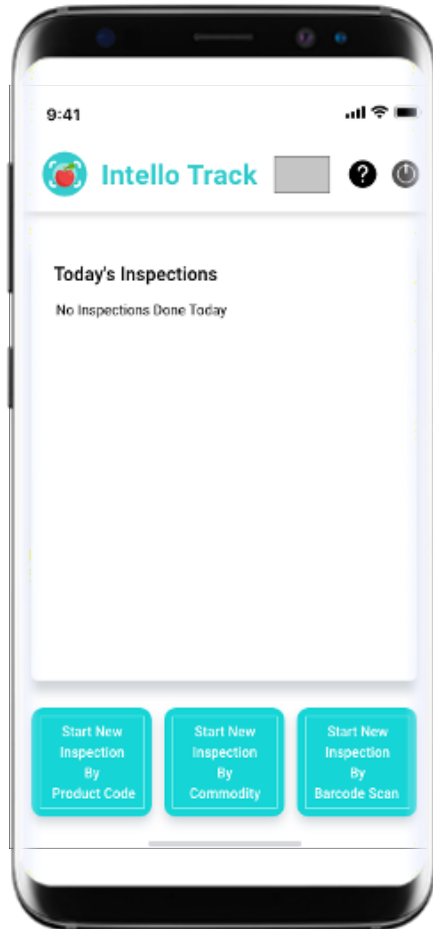 9:41
Intello Track
?
Today's Inspections
No Inspections Done Today
Start New
Inspection
By
Product Code
Start New
Inspection
By
Commodity
Start New
Inspection
By
Barcode Scan